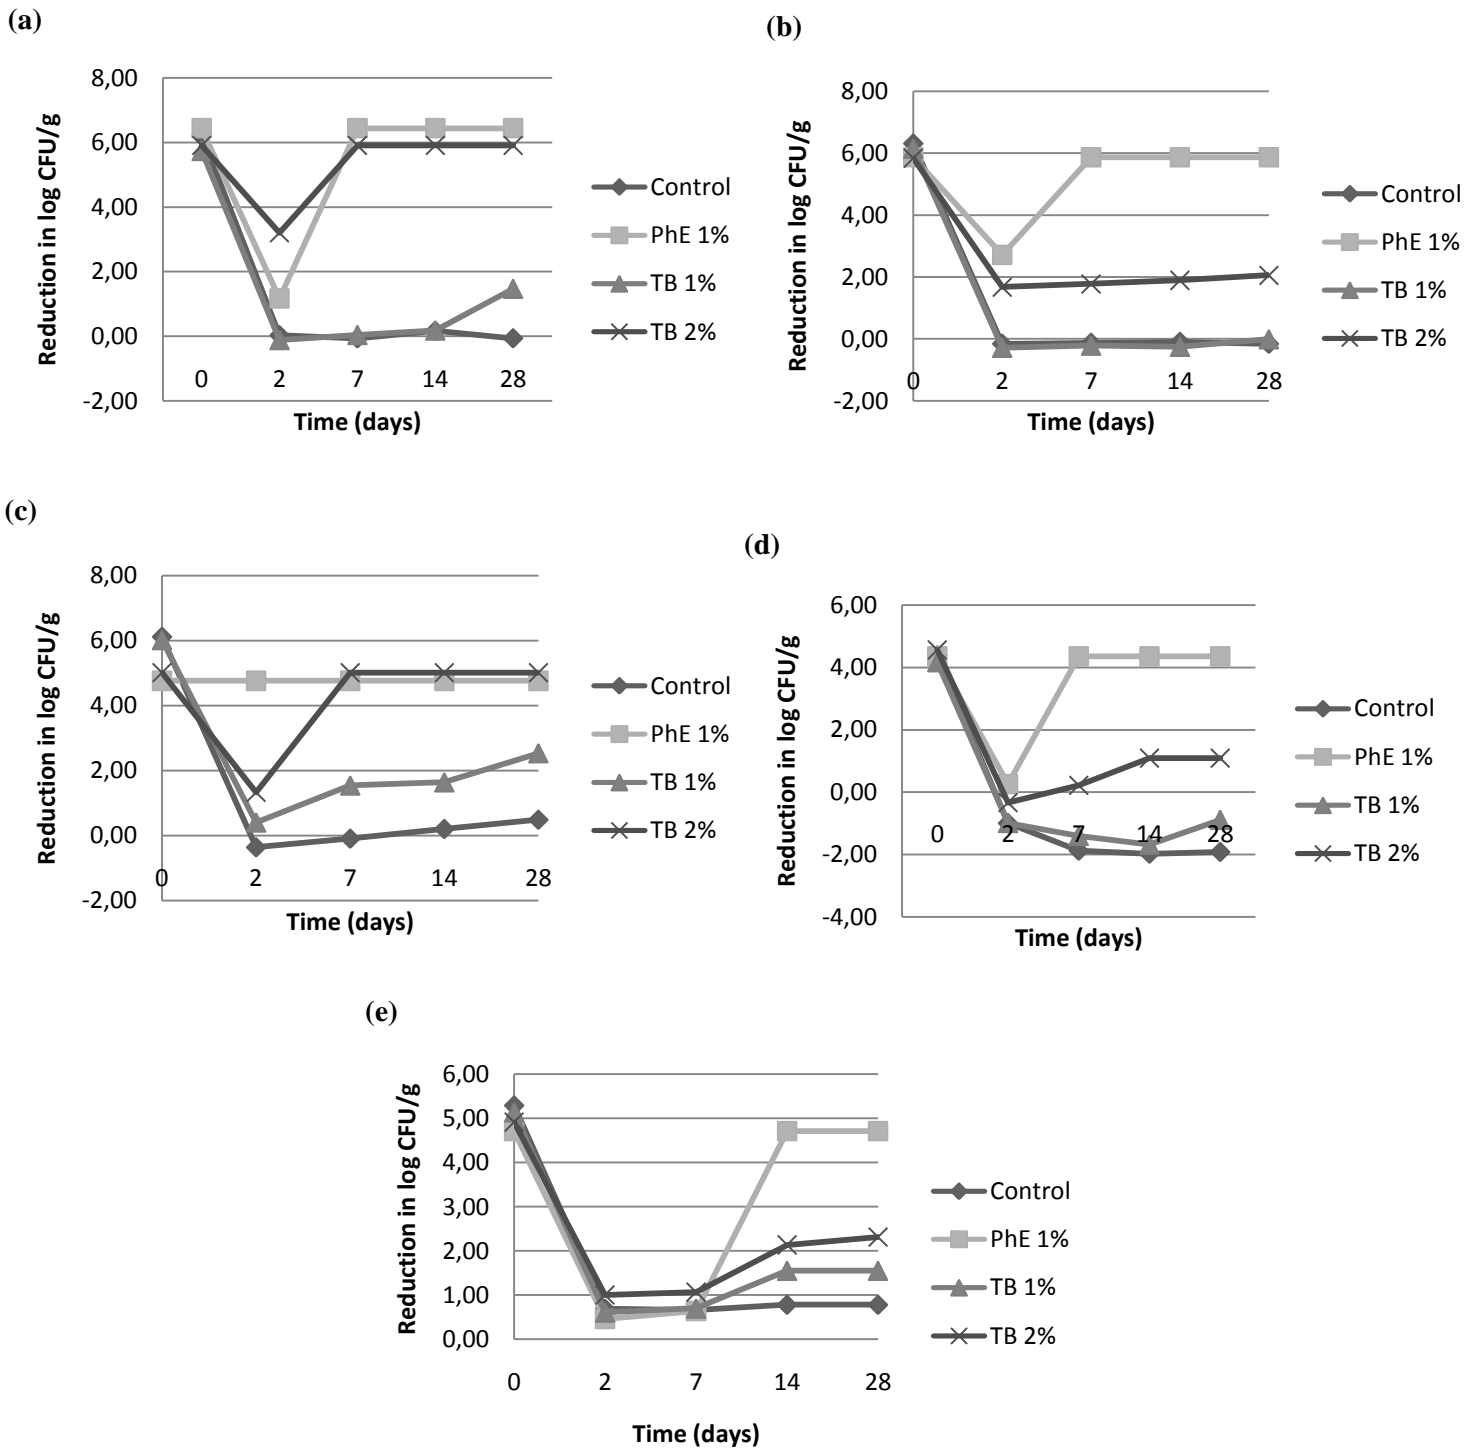 (a)
Reduction in log CFU/g
8,00
6,00
4,00
2,00
0,00
-2,00
0 2 7 14 28
Time (days)
Control
PhE 1%
TB 1%
TB 2%
(b)
Reduction in log CFU/g
8,00
6,00
4,00
2,00
0,00
-2,00
0 2 7 14 28
Time (days)
Control
PhE 1%
TB 1%
TB 2%
(c)
Reduction in log CFU/g
8,00
6,00
4,00
2,00
0,00
-2,00
0 2 7 14 28
Time (days)
Control
PhE 1%
TB 1%
TB 2%
(d)
Reduction in log CFU/g
6,00
4,00
2,00
0,00
-2,00
-4,00
0 2 7 14 28
Time (days)
Control
PhE 1%
TB 1%
TB 2%
(e)
Reduction in log CFU/g
6,00
5,00
4,00
3,00
2,00
1,00
0,00
0 2 7 14 28
Time (days)
Control
PhE 1%
TB 1%
TB 2%